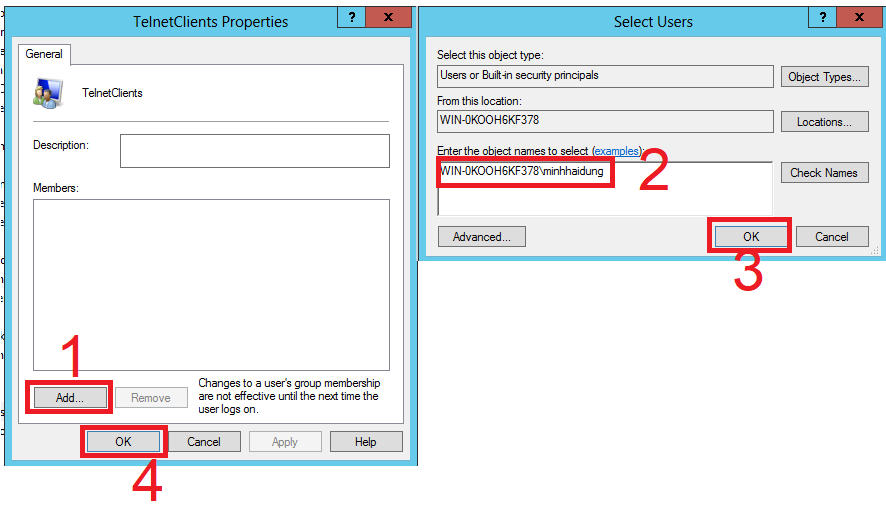 TelnetClients Properties
? x
General
TelnetClients
Description:
Members:
1
Add...
Remove
Changes to a user's group membership
are not effective until the next time the
user logs on.
OK
Cancel
Apply
Help
4
Select Users
? x
Select this object type:
Users or Built-in security principals
Object Types...
From this location:
WIN-0KOOH6KF378
Locations...
Enter the object names to select (examples):
2
WIN-0KOOH6KF378\minhhaidung
Check Names
Advanced...
OK
Cancel
3